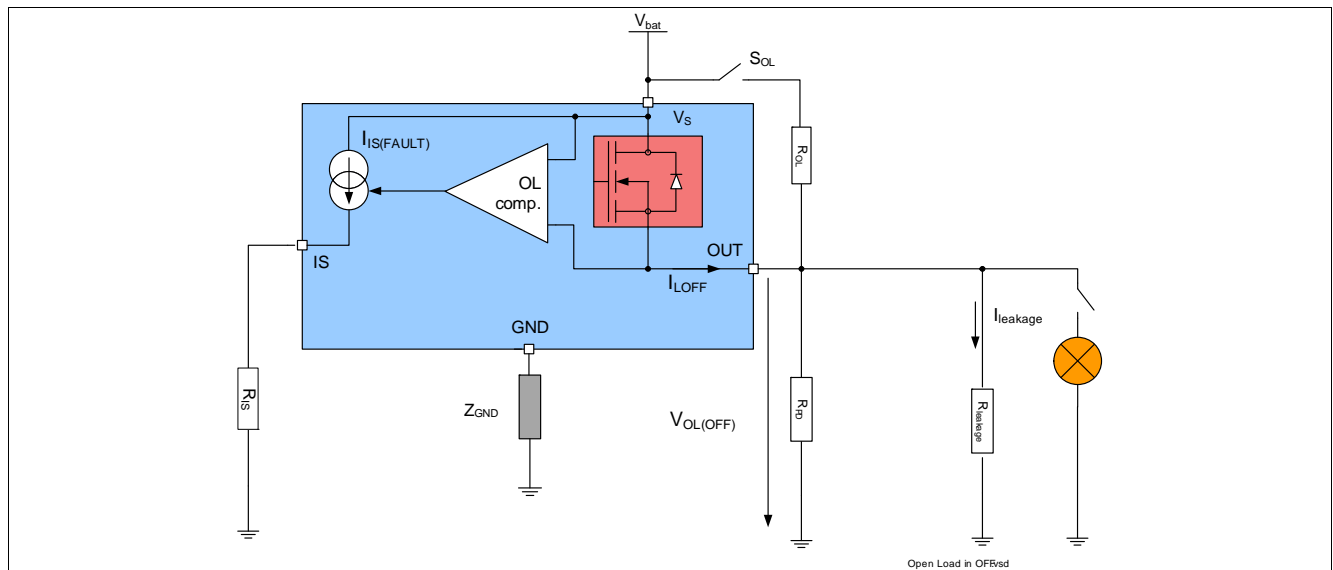 Vbat
SOL
VS
IIS(FAULT)
ROL
OL
comp.
OUT
IS
ILOFF
Ileakage
GND
RIS
ZGND
VOL(OFF)
RPD
Rleakage
Open Load in OFF.vsd